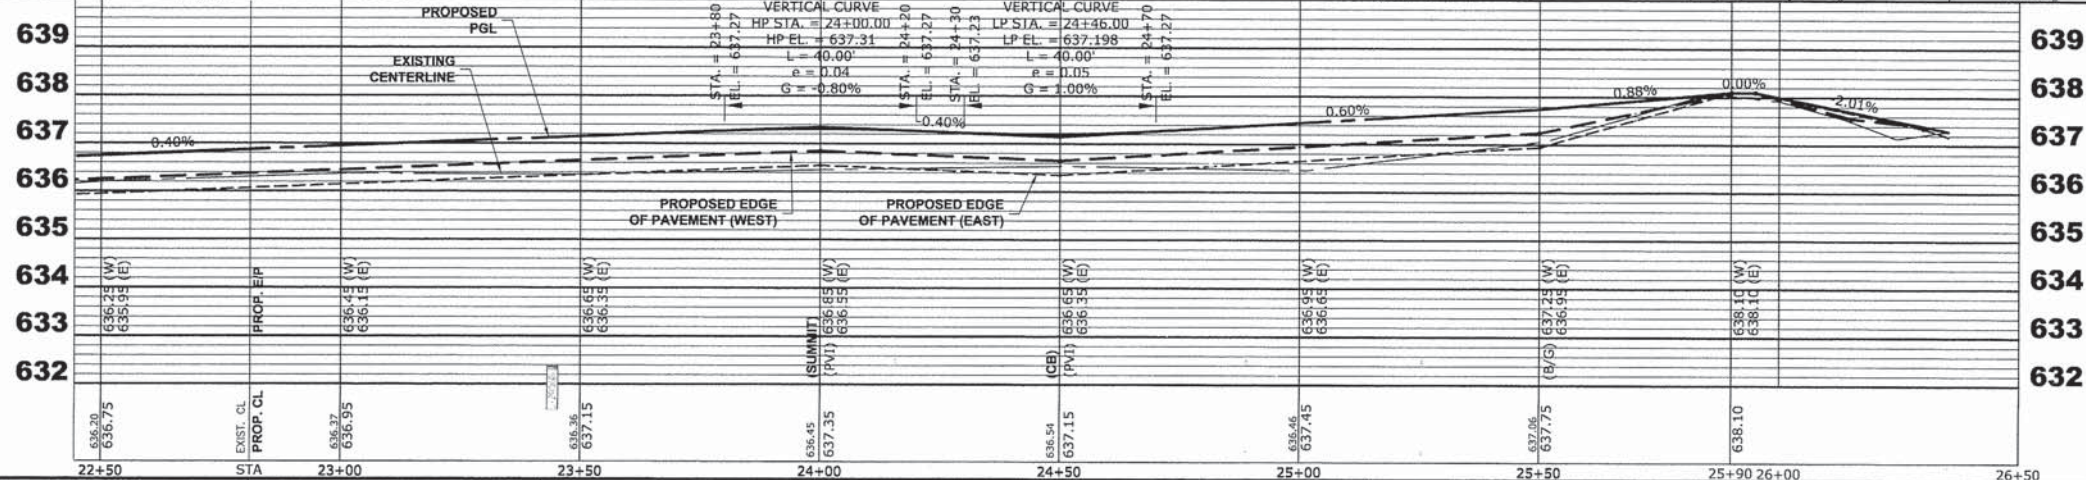 PROPOSED
PGL
EXISTING
CENTERLINE
STA. = 23+80
EL. = 637.27
VERTICAL CURVE
HP STA. = 24+00.00
HP EL. = 637.31
L = 40.00'
e = 0.04
G = -0.80%
STA. = 24+20
EL. = 637.27
STA. = 24+30
EL. = 637.23
VERTICAL CURVE
LP STA. = 24+46.00
LP EL. = 637.198
L = 40.00'
e = 0.05
G = 1.00%
STA. = 24+70
EL. = 637.27
639
638
637
636
635
634
633
632
639
638
637
636
635
634
633
632
0.40%
-0.40%
0.60%
0.88%
0.00%
-2.01%
PROPOSED EDGE
OF PAVEMENT (WEST)
PROPOSED EDGE
OF PAVEMENT (EAST)
636.25 (W)
635.95 (E)
PROP. E/P
636.45 (W)
636.15 (E)
636.65 (W)
636.35 (E)
(SUMMIT)
(PVI) 636.85 (W)
636.55 (E)
(CB)
(PVI) 636.65 (W)
636.35 (E)
636.95 (W)
636.65 (E)
(B/G) 637.25 (W)
636.95 (E)
638.10 (W)
638.10 (E)
636.20
636.75
EXIST. CL
PROP. CL
636.37
636.95
636.36
637.15
636.45
637.35
636.54
637.15
636.46
637.45
637.06
637.75
638.10
22+50
STA
23+00
23+50
24+00
24+50
25+00
25+50
25+90
26+00
26+50